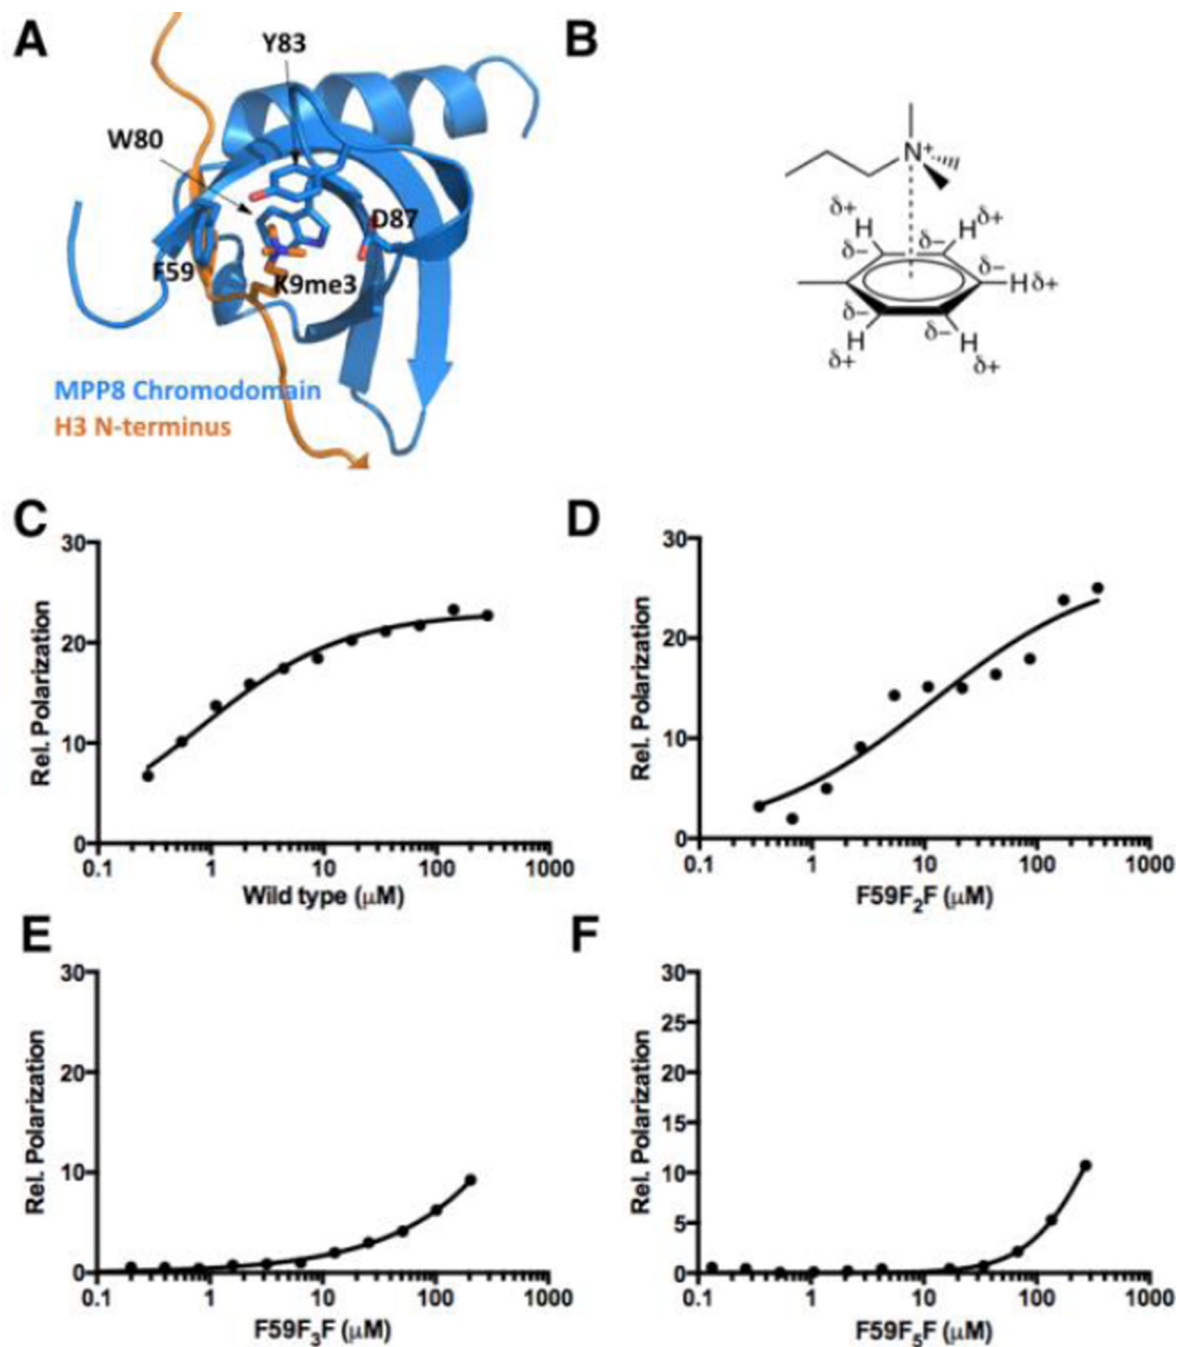 A
Y83
W80
D87
F59
K9me3
MPP8 Chromodomain
H3 N-terminus
B
N+
δ+
H
H
δ+
δ−
δ−
δ−
H
δ+
δ−
δ−
H
H
δ+
δ+
C
30
20
10
0
Rel. Polarization
0.1 1 10 100 1000
Wild type (μM)
D
30
20
10
0
Rel. Polarization
0.1 1 10 100 1000
F59F₂F (μM)
E
30
20
10
0
Rel. Polarization
0.1 1 10 100 1000
F59F₃F (μM)
F
30
25
20
15
10
5
0
Rel. Polarization
0.1 1 10 100 1000
F59F₅F (μM)